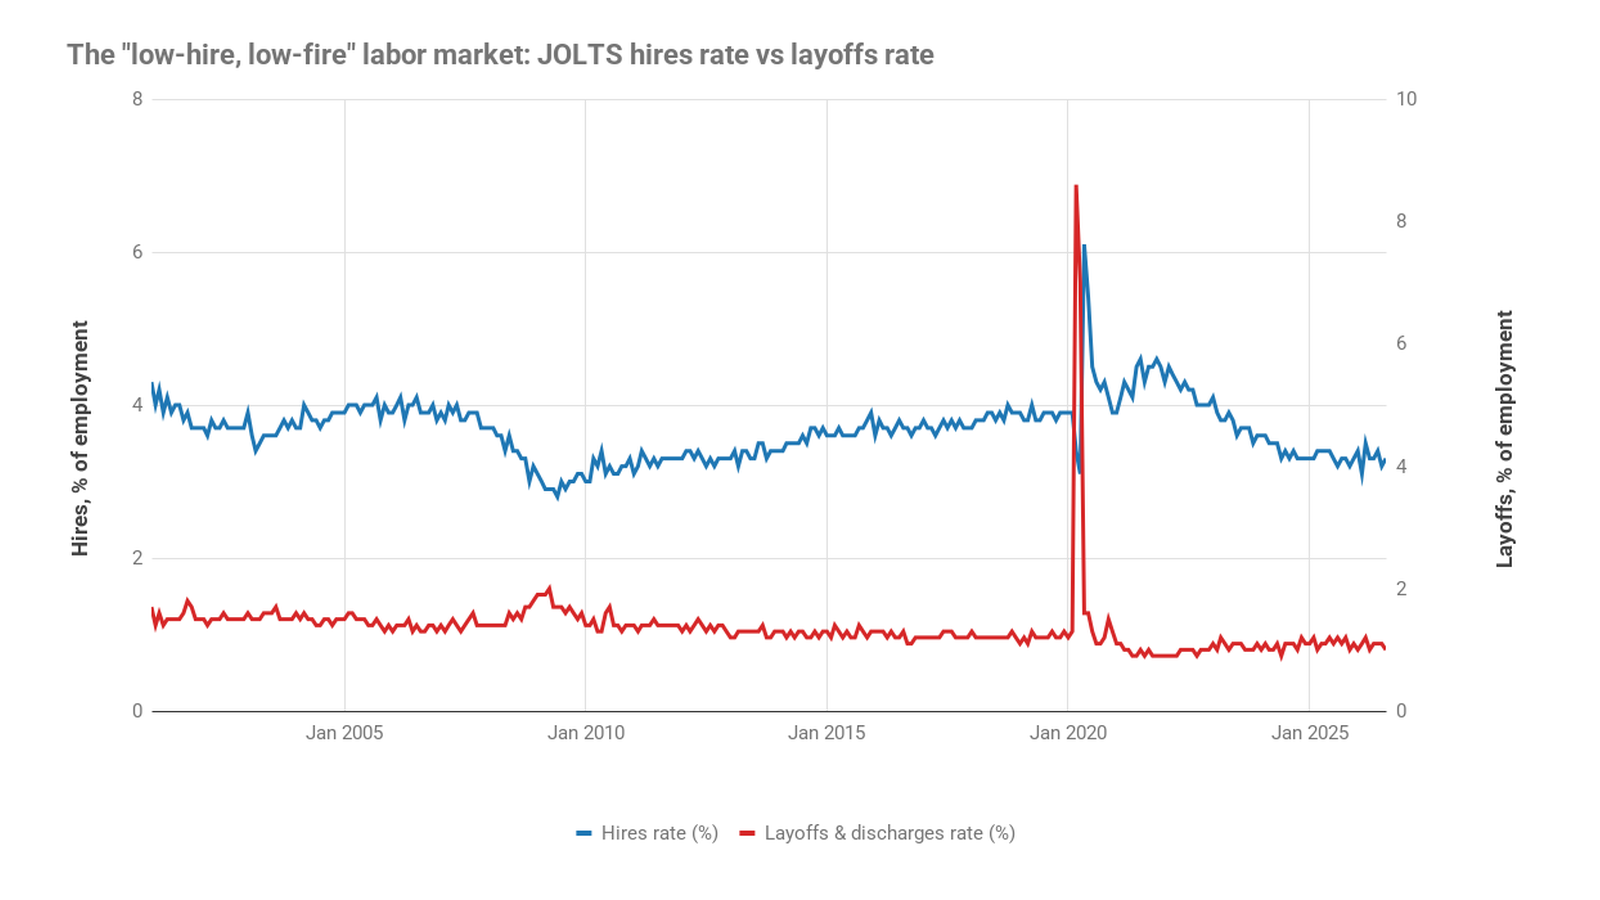 The "low-hire, low-fire" labor market: JOLTS hires rate vs layoffs rate
8
6
4
2
0
10
8
6
4
2
0
Hires, % of employment
Layoffs, % of employment
Jan 2005
Jan 2010
Jan 2015
Jan 2020
Jan 2025
Hires rate (%)
Layoffs & discharges rate (%)